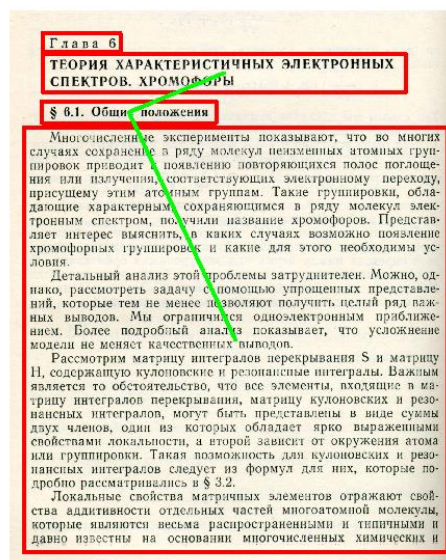 Глава 6
ТЕОРИЯ ХАРАКТЕРИСТИЧНЫХ ЭЛЕКТРОННЫХ
СПЕКТРОВ. ХРОМОФОРЫ
§ 6.1. Общие положения
Многочисленные эксперименты показывают, что во многих
случаях сохранение в ряду молекул неизменных атомных груп-
пировок приводит к появлению повторяющихся полос поглоще-
ния или излучения, соответствующих электронному переходу,
присущему этим атомным группам. Такие группировки, обла-
дающие характерным, сохраняющимся в ряду молекул элек-
тронным спектром, получили название хромофоров. Представ-
ляет интерес выяснить, в каких случаях возможно появление
хромофорных группировок и какие для этого необходимы ус-
ловия.
Детальный анализ этой проблемы затруднителен. Можно, од-
нако, рассмотреть задачу с помощью упрощенных представле-
ний, которые тем не менее позволяют получить целый ряд важ-
ных выводов. Мы ограничимся одноэлектронным приближе-
нием. Более подробный анализ показывает, что усложнение
модели не меняет качественных выводов.
Рассмотрим матрицу интегралов перекрывания S и матрицу
H, содержащую кулоновские и резонансные интегралы. Важным
является то обстоятельство, что все элементы, входящие в ма-
трицу интегралов перекрывания, матрицу кулоновских и резо-
нансных интегралов, могут быть представлены в виде суммы
двух членов, один из которых обладает ярко выраженными
свойствами локальности, а второй зависит от окружения атома
или группировки. Такая возможность для кулоновских и резо-
нансных интегралов следует из формул для них, которые по-
дробно рассматривались в § 3.2.
Локальные свойства матричных элементов отражают свой-
ства аддитивности отдельных частей многоатомной молекулы,
которые являются весьма распространенными и типичными и
давно известны на основании многочисленных химических и